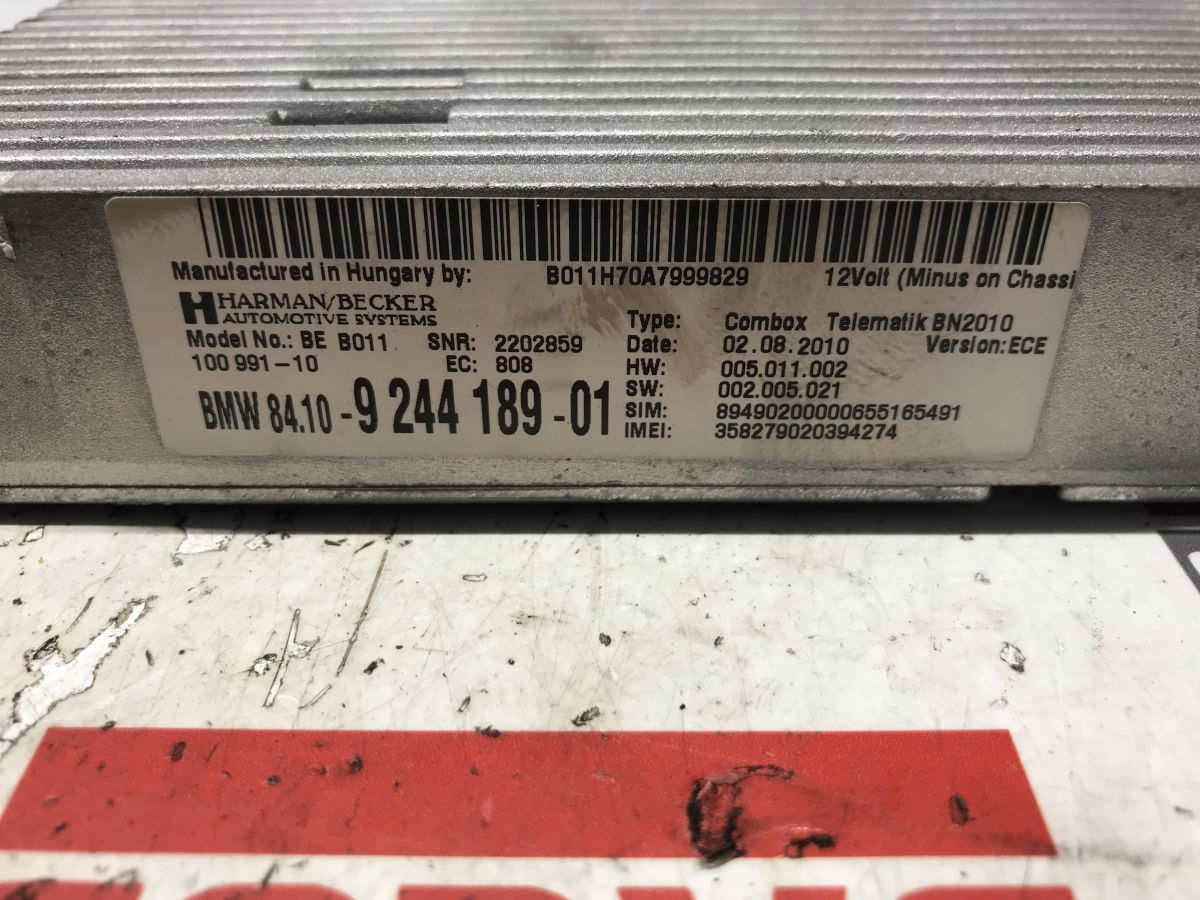 Manufactured in Hungary by: B011H70A7999829 12Volt (Minus on Chassi
HARMAN/BECKER
AUTOMOTIVE SYSTEMS
Model No.: BE B011 SNR: 2202859
100 991-10 EC: 808
BMW 84.10 -9 244 189 -01
Type: Combox Telematik BN2010
Date: 02.08.2010 Version:ECE
HW: 005.011.002
SW: 002.005.021
SIM: 89490200000655165491
IMEI: 358279020394274